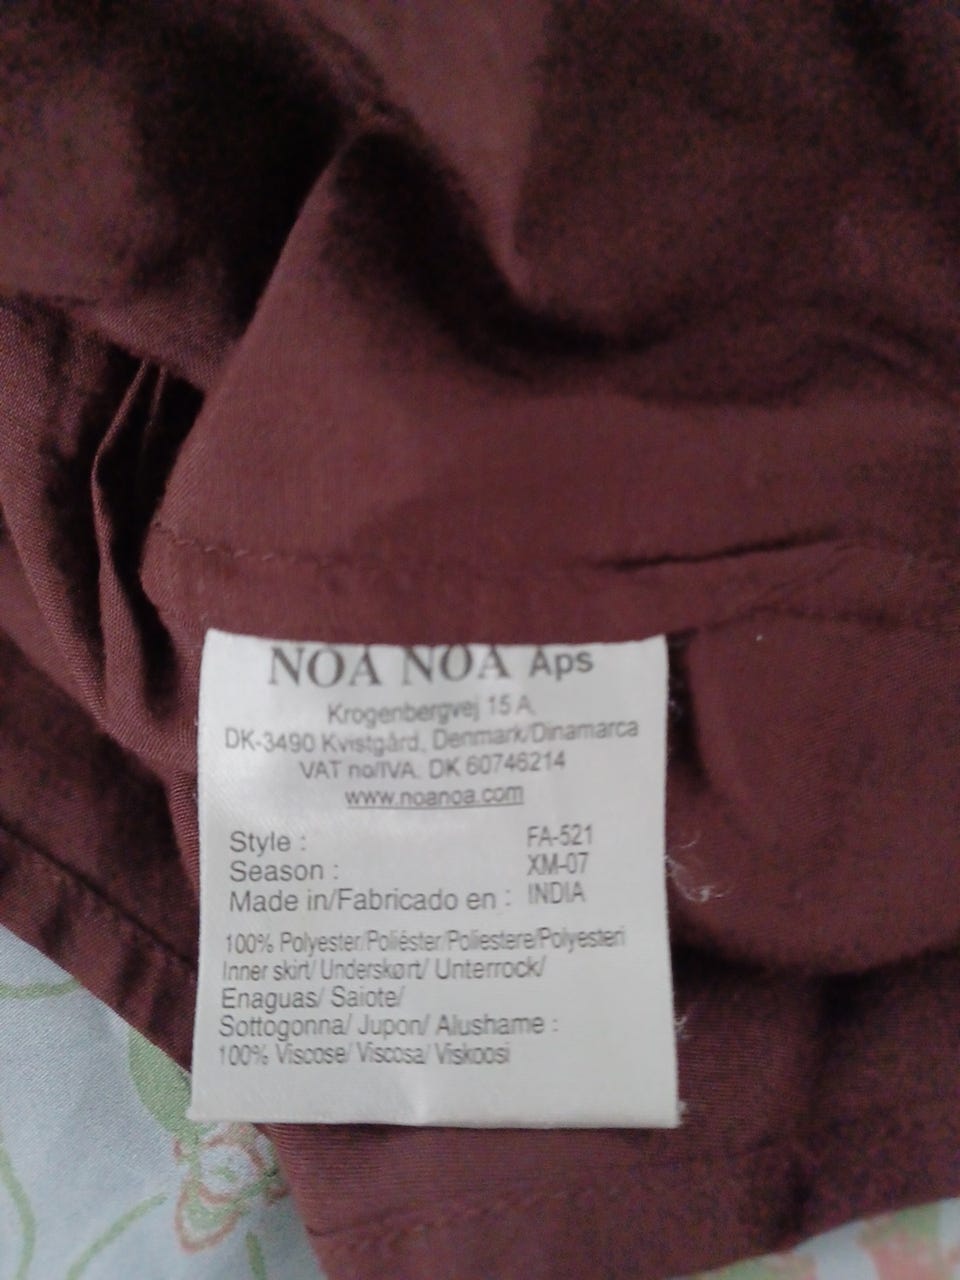 NOA NOA Aps
Krogenbergvej 15 A,
DK-3490 Kvistgård, Denmark/Dinamarca
VAT no/IVA. DK 60746214
www.noanoa.com
Style : FA-521
Season : XM-07
Made in/Fabricado en : INDIA
100% Polyester/Poliéster/Poliestere/Polyesteri
Inner skirt/ Underskørt/ Unterrock/
Enaguas/ Saiote/
Sottogonna/ Jupon/ Alushame :
100% Viscose/ Viscosa/ Viskoosi